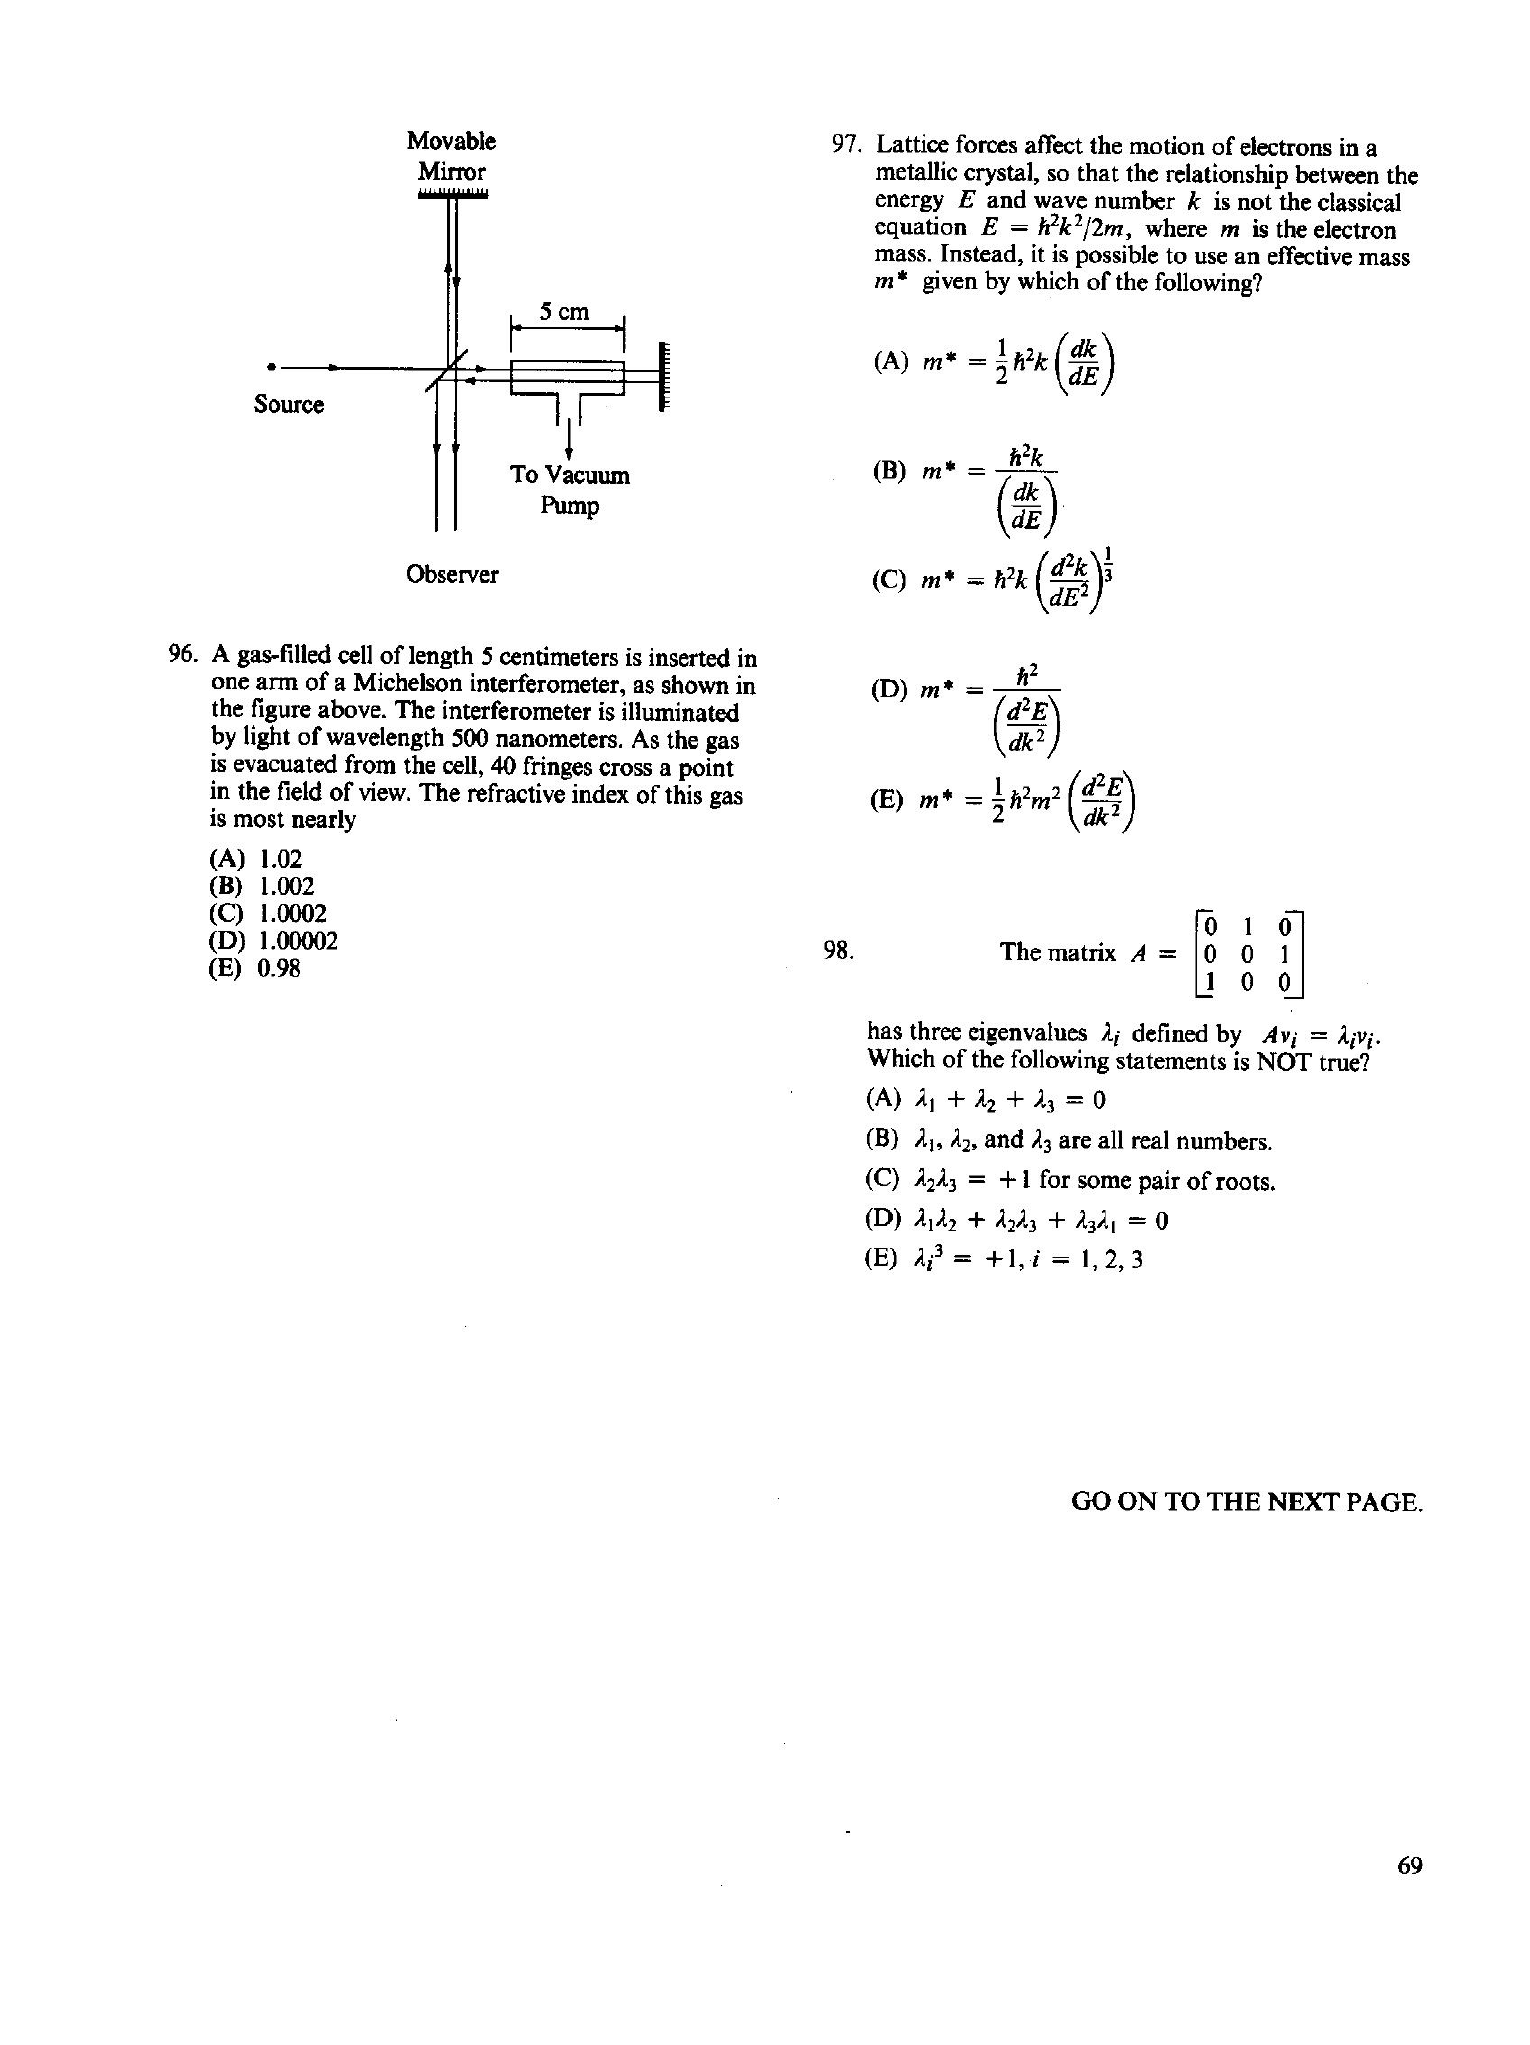 Movable
Mirror
5 cm
Source
To Vacuum
Pump
Observer
96. A gas-filled cell of length 5 centimeters is inserted in
one arm of a Michelson interferometer, as shown in
the figure above. The interferometer is illuminated
by light of wavelength 500 nanometers. As the gas
is evacuated from the cell, 40 fringes cross a point
in the field of view. The refractive index of this gas
is most nearly
(A) 1.02
(B) 1.002
(C) 1.0002
(D) 1.00002
(E) 0.98
97. Lattice forces affect the motion of electrons in a
metallic crystal, so that the relationship between the
energy E and wave number k is not the classical
equation E = ħ²k²/2m, where m is the electron
mass. Instead, it is possible to use an effective mass
m* given by which of the following?
(A) m* = 1/2 ħ²k (dk/dE)
(B) m* = ħ²k / (dk/dE)
(C) m* = ħ²k (d²k/dE²)^(1/3)
(D) m* = ħ² / (d²E/dk²)
(E) m* = 1/2 ħ²m² (d²E/dk²)
98. The matrix A = [0 1 0
0 0 1
1 0 0]
has three eigenvalues λᵢ defined by Avᵢ = λᵢvᵢ.
Which of the following statements is NOT true?
(A) λ₁ + λ₂ + λ₃ = 0
(B) λ₁, λ₂, and λ₃ are all real numbers.
(C) λ₂λ₃ = +1 for some pair of roots.
(D) λ₁λ₂ + λ₂λ₃ + λ₃λ₁ = 0
(E) λᵢ³ = +1, i = 1, 2, 3
GO ON TO THE NEXT PAGE.
69